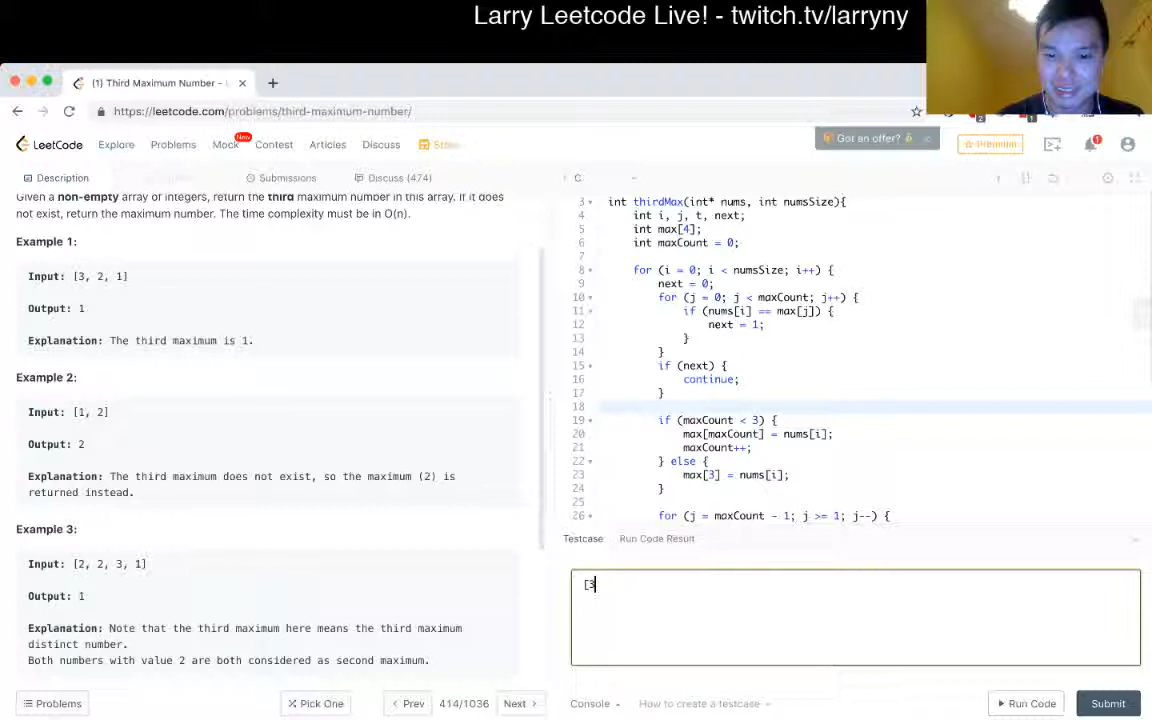 Larry Leetcode Live! - twitch.tv/larryny
(1) Third Maximum Number - L
https://leetcode.com/problems/third-maximum-number/
LeetCode Explore Problems Mock New Contest Articles Discuss Store
Got an offer?
Premium
1
Description
Submissions
Discuss (474)
C
Given a non-empty array of integers, return the third maximum number in this array. If it does
not exist, return the maximum number. The time complexity must be in O(n).
Example 1:
Input: [3, 2, 1]
Output: 1
Explanation: The third maximum is 1.
Example 2:
Input: [1, 2]
Output: 2
Explanation: The third maximum does not exist, so the maximum (2) is
returned instead.
Example 3:
Input: [2, 2, 3, 1]
Output: 1
Explanation: Note that the third maximum here means the third maximum
distinct number.
Both numbers with value 2 are both considered as second maximum.
3 int thirdMax(int* nums, int numsSize){
4 int i, j, t, next;
5 int max[4];
6 int maxCount = 0;
7
8 for (i = 0; i < numsSize; i++) {
9 next = 0;
10 for (j = 0; j < maxCount; j++) {
11 if (nums[i] == max[j]) {
12 next = 1;
13 }
14 }
15 if (next) {
16 continue;
17 }
18
19 if (maxCount < 3) {
20 max[maxCount] = nums[i];
21 maxCount++;
22 } else {
23 max[3] = nums[i];
24 }
25
26 for (j = maxCount - 1; j >= 1; j--) {
Testcase Run Code Result
[3
Problems
Pick One
Prev
414/1036
Next
Console
How to create a testcase
Run Code
Submit